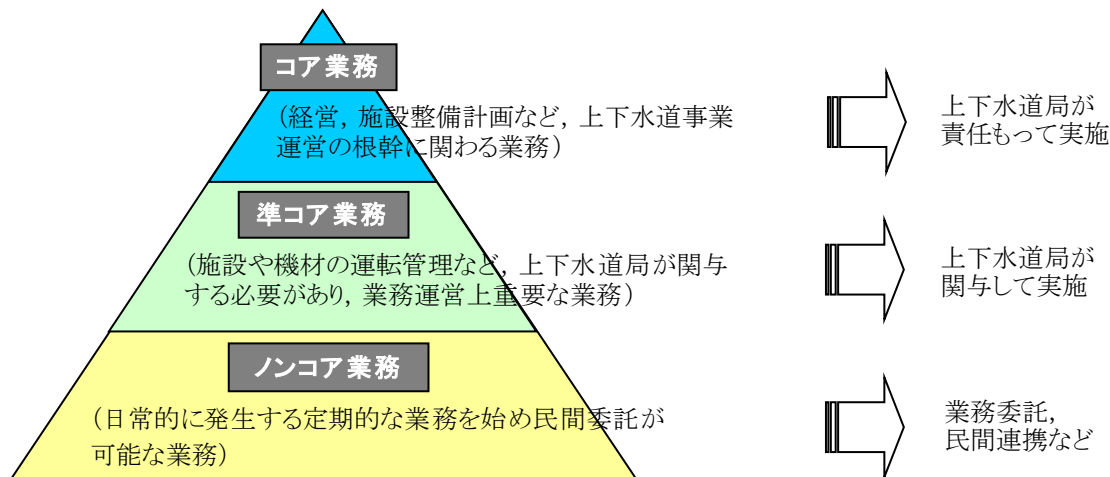 コア業務
(経営，施設整備計画など，上下水道事業
運営の根幹に関わる業務)
上下水道局が
責任もって実施
準コア業務
(施設や機材の運転管理など，上下水道局が関与
する必要があり，業務運営上重要な業務)
上下水道局が
関与して実施
ノンコア業務
(日常的に発生する定期的な業務を始め民間委託が
可能な業務)
業務委託，
民間連携など